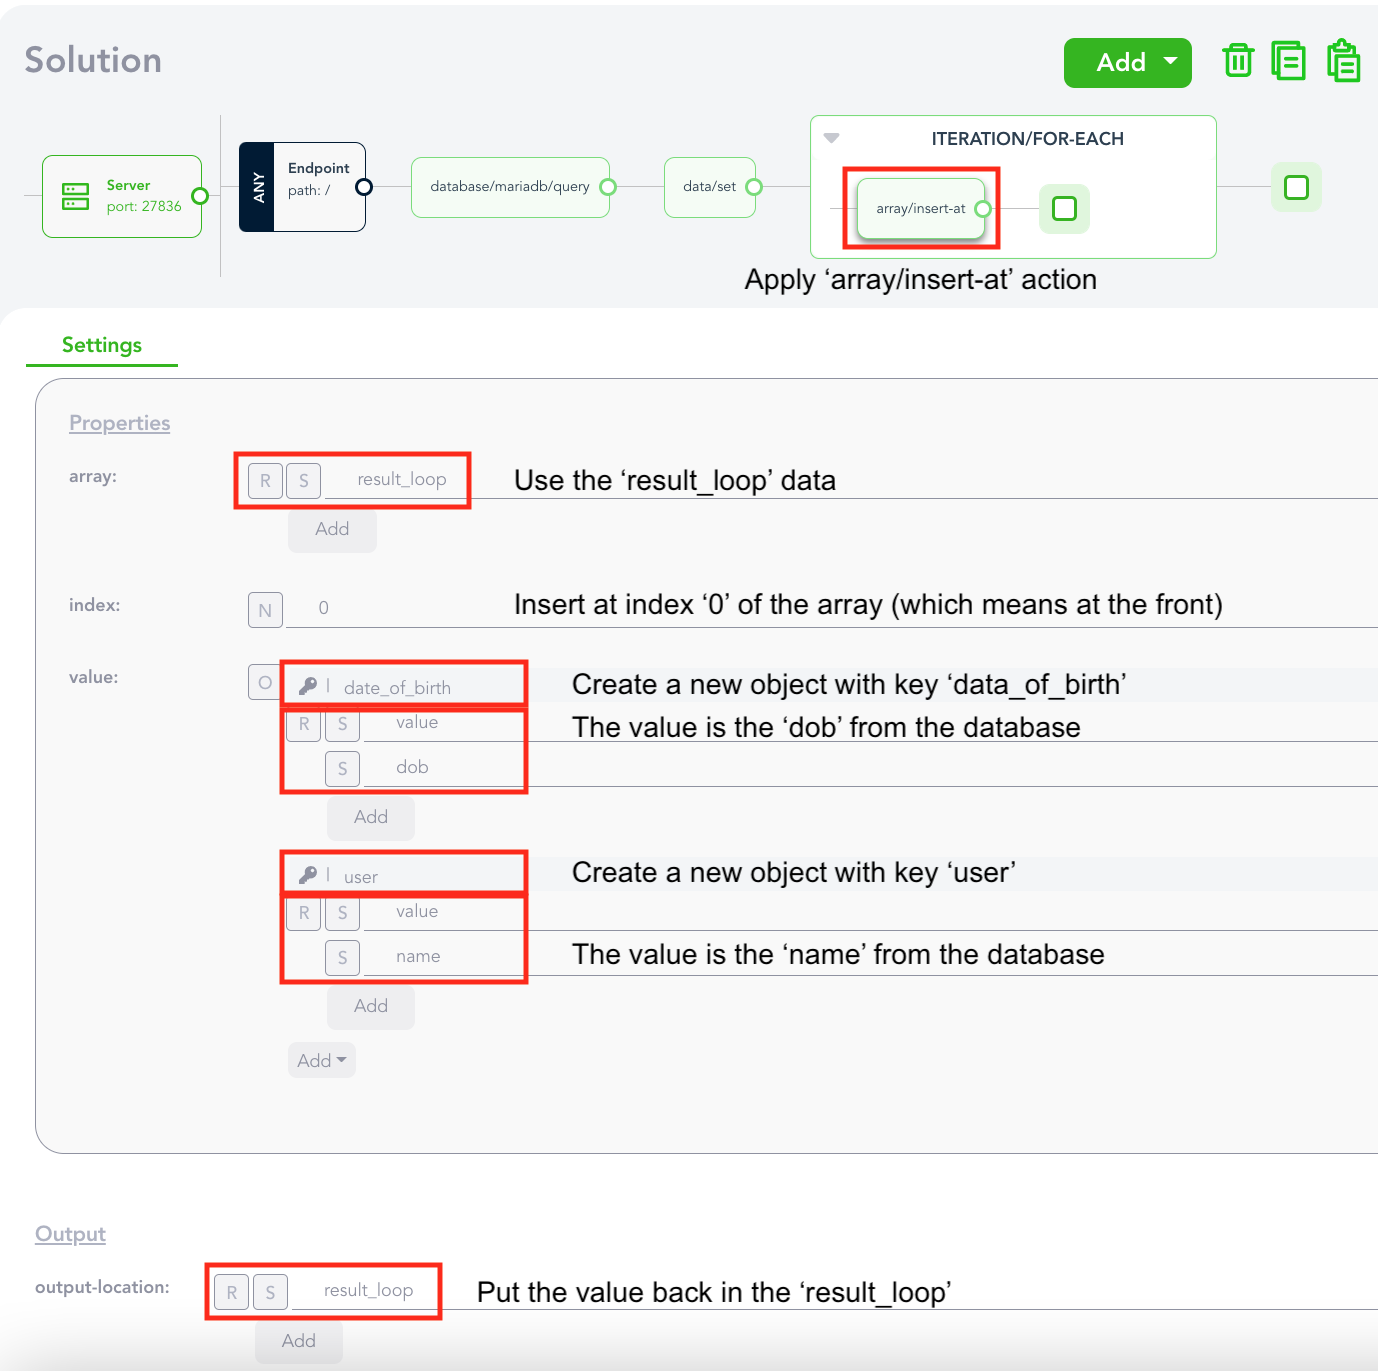 Solution
Add
Server
port: 27836
ANY
Endpoint
path: /
database/mariadb/query
data/set
ITERATION/FOR-EACH
array/insert-at
Apply ‘array/insert-at’ action
Settings
Properties
array:
R S result_loop
Use the ‘result_loop’ data
Add
index:
N 0
Insert at index ‘0’ of the array (which means at the front)
value:
O date_of_birth
Create a new object with key ‘data_of_birth’
R S value
The value is the ‘dob’ from the database
S dob
Add
user
Create a new object with key ‘user’
R S value
S name
The value is the ‘name’ from the database
Add
Add
Output
output-location:
R S result_loop
Put the value back in the ‘result_loop’
Add